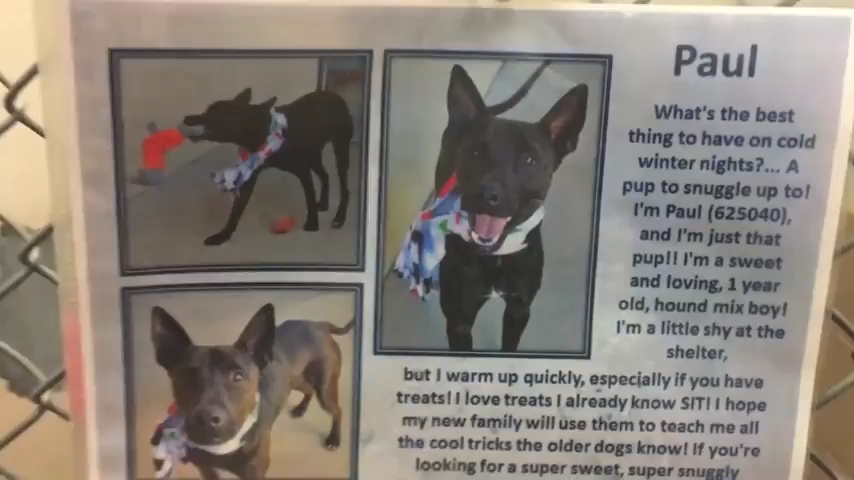 Paul
What's the best
thing to have on cold
winter nights?... A
pup to snuggle up to!
I'm Paul (625040),
and I'm just that
pup!! I'm a sweet
and loving, 1 year
old, hound mix boy!
I'm a little shy at the
shelter,
but I warm up quickly, especially if you have
treats! I love treats I already know SIT! I hope
my new family will use them to teach me all
the cool tricks the older dogs know! If you're
looking for a super sweet, super snuggly